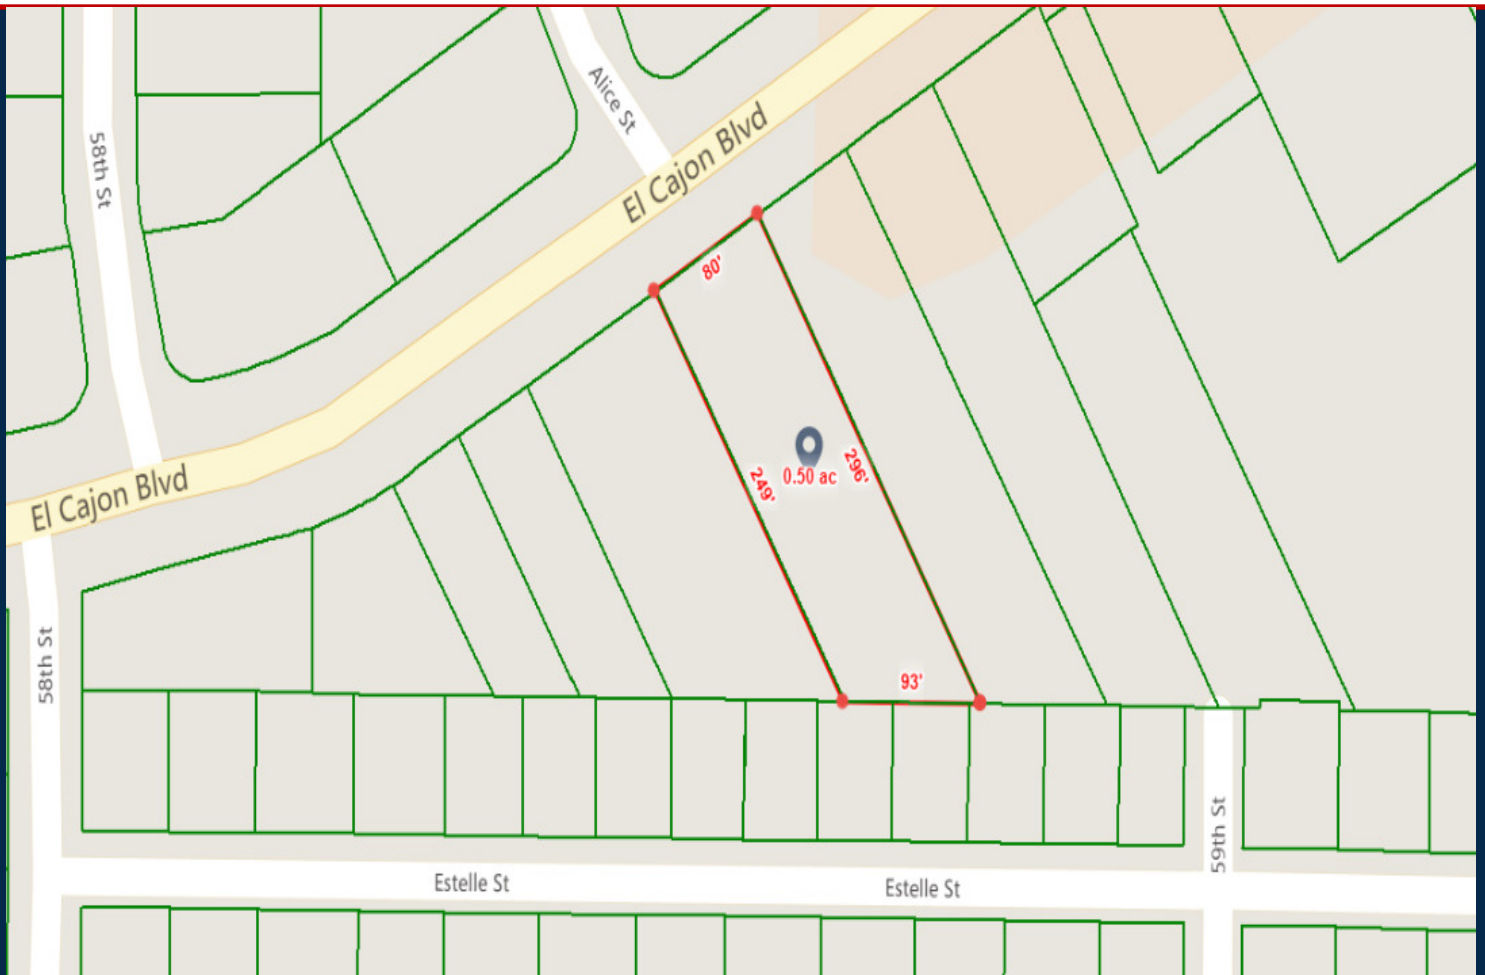 Alice St
58th St
El Cajon Blvd
80'
249'
296'
0.50 ac
El Cajon Blvd
58th St
93'
59th St
Estelle St
Estelle St